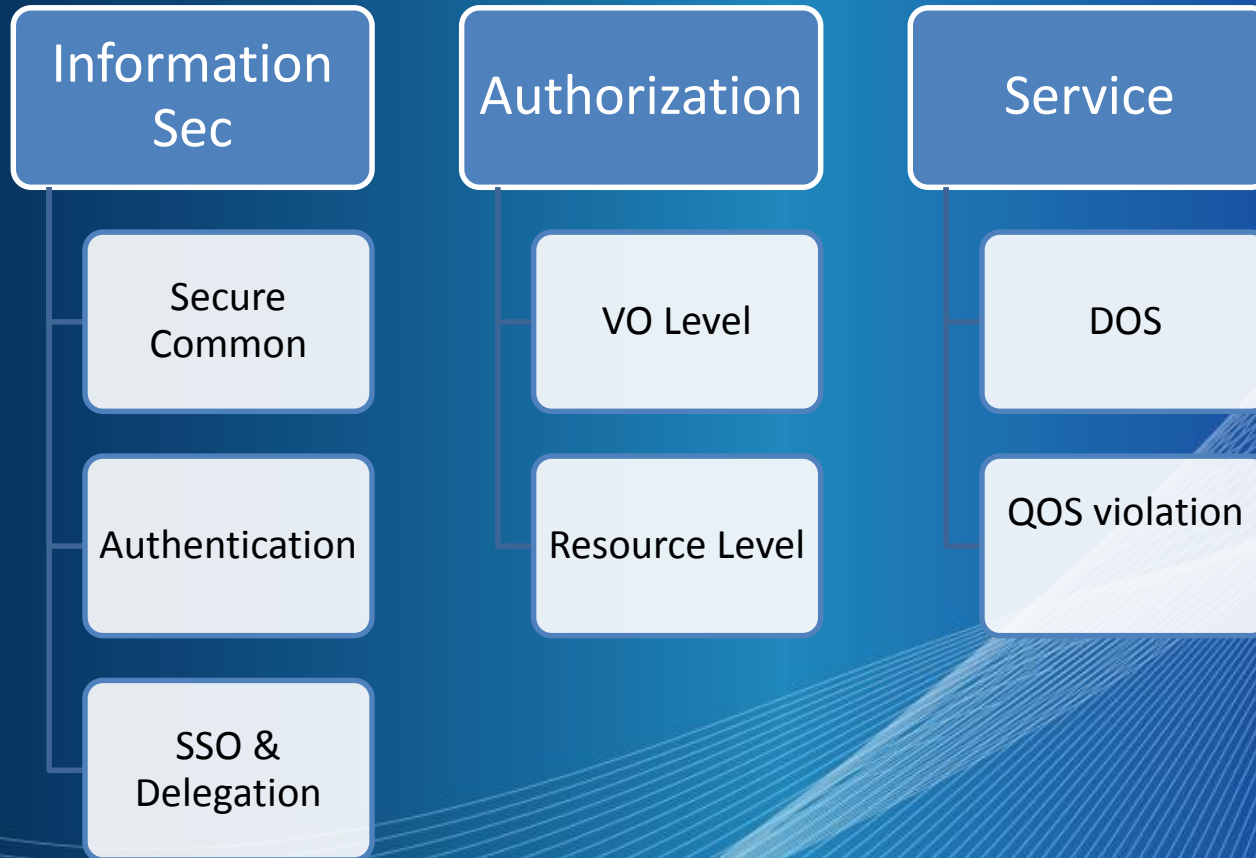 Information
Sec
Secure
Common
Authentication
SSO &
Delegation
Authorization
VO Level
Resource Level
Service
DOS
QOS violation